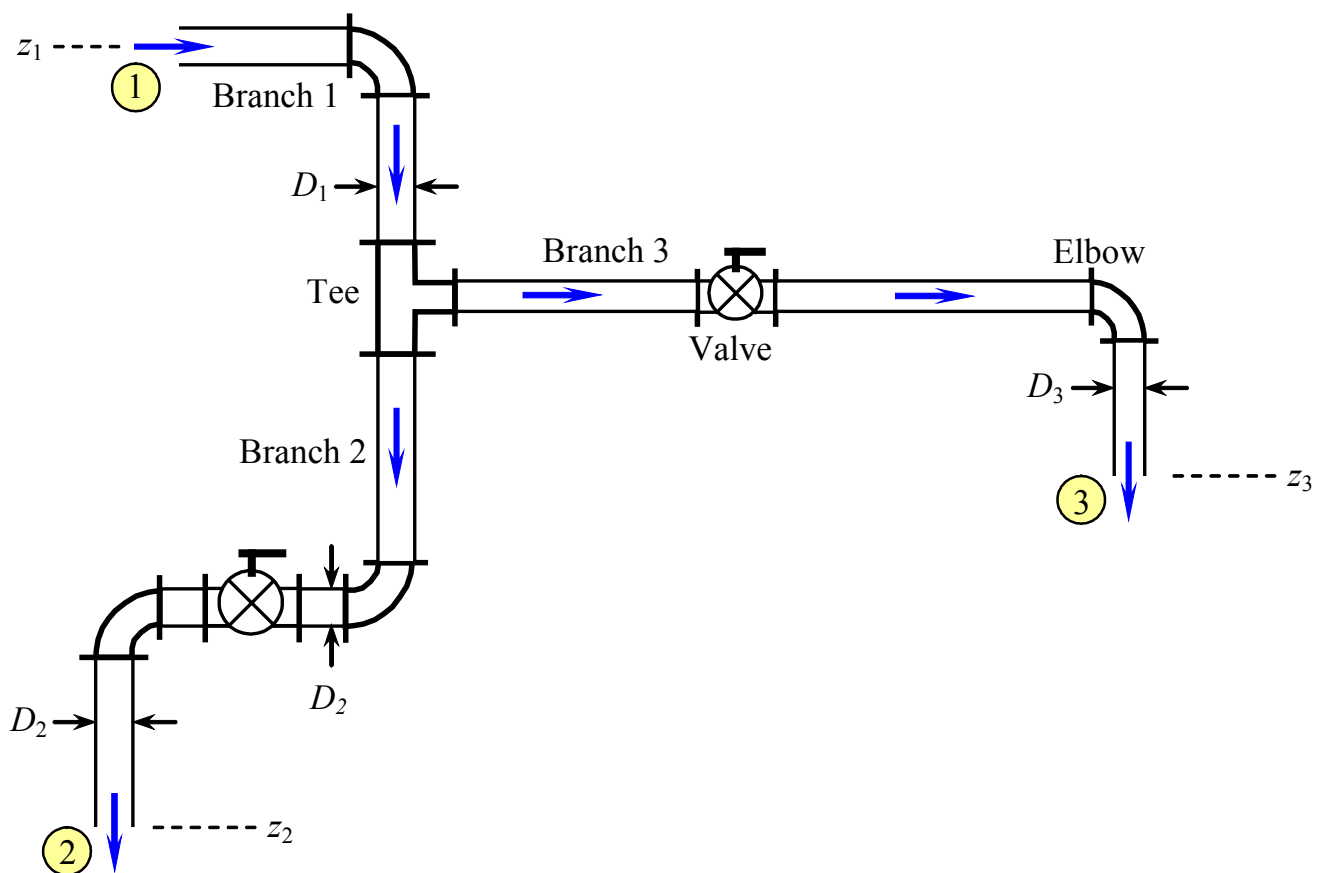 z1
1
Branch 1
D1
Branch 3
Elbow
Tee
Valve
D3
Branch 2
z3
3
D2
D2
z2
2